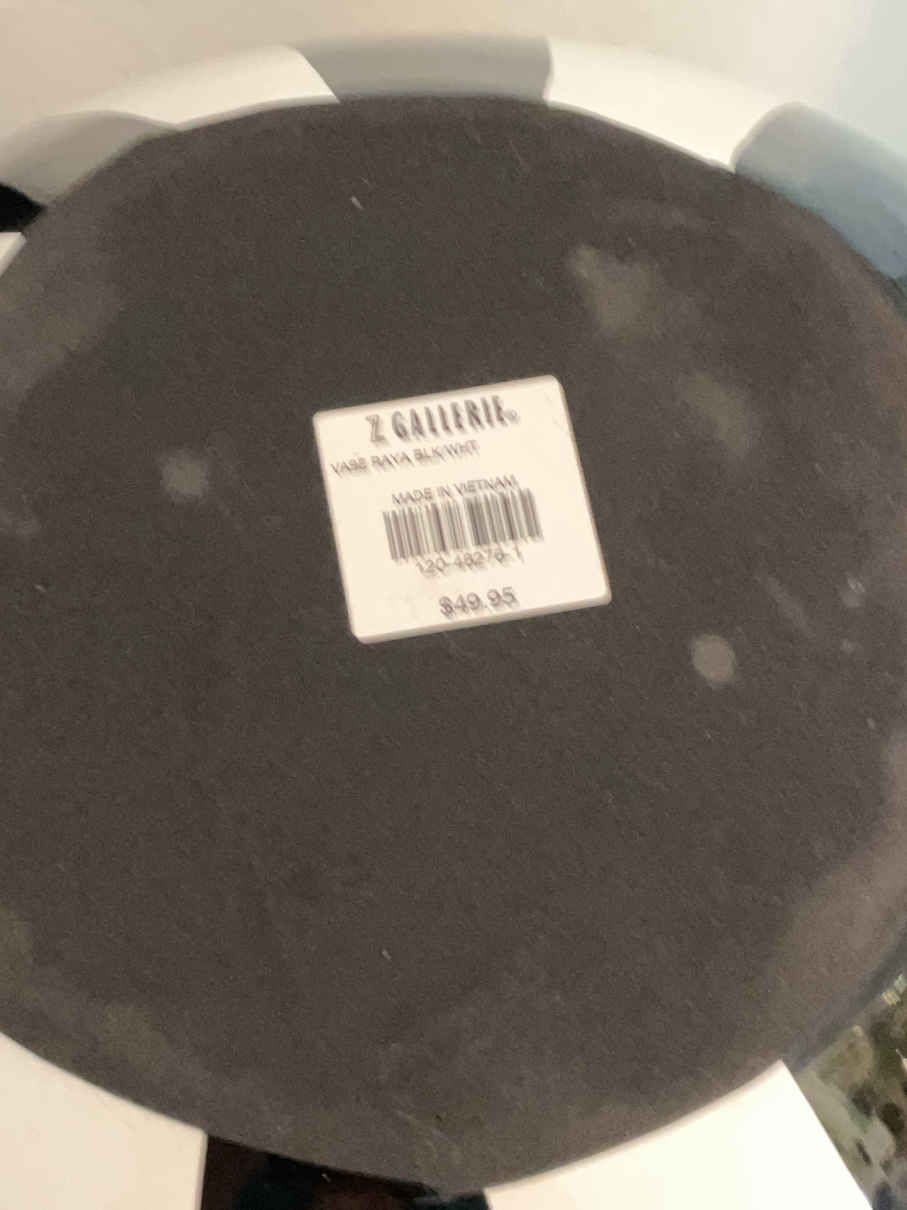 Z GALLERIE®
VASE RAYA BLK/WHT
MADE IN VIETNAM
120-48276-1
$49.95